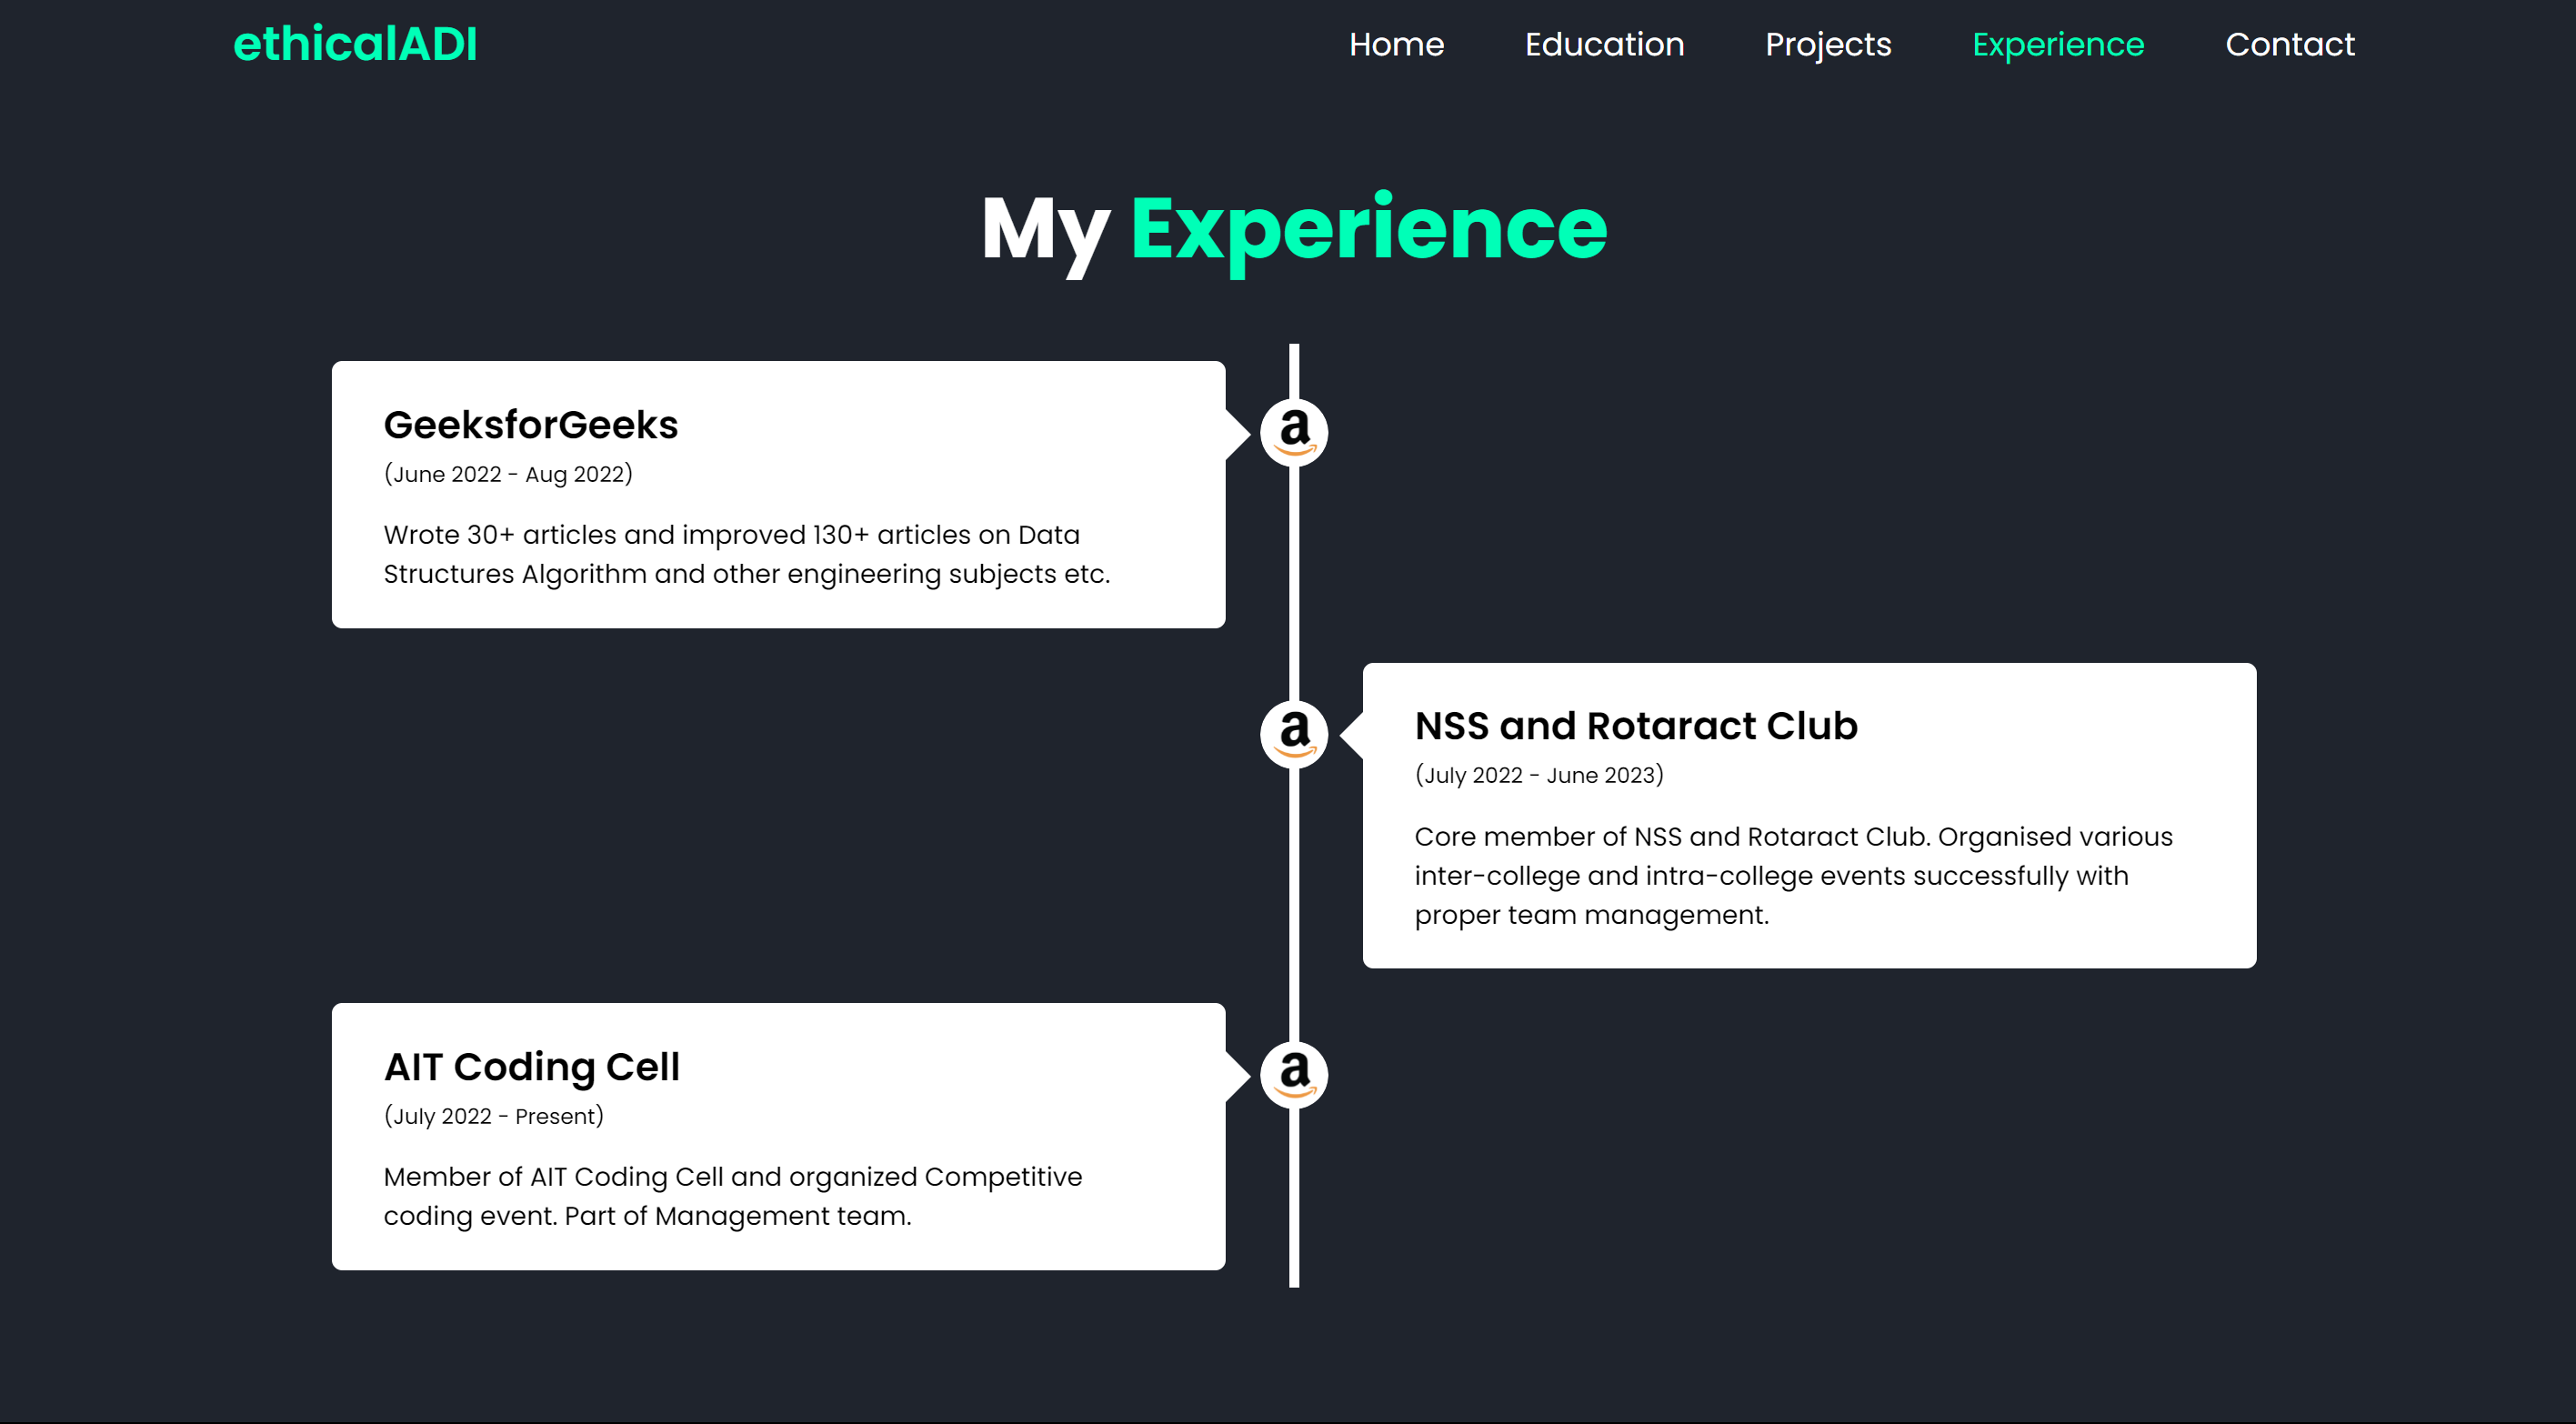 ethicalADI
Home Education Projects Experience Contact
My Experience
GeeksforGeeks
(June 2022 - Aug 2022)
Wrote 30+ articles and improved 130+ articles on Data
Structures Algorithm and other engineering subjects etc.
a
NSS and Rotaract Club
(July 2022 - June 2023)
Core member of NSS and Rotaract Club. Organised various
inter-college and intra-college events successfully with
proper team management.
a
AIT Coding Cell
(July 2022 - Present)
Member of AIT Coding Cell and organized Competitive
coding event. Part of Management team.
a